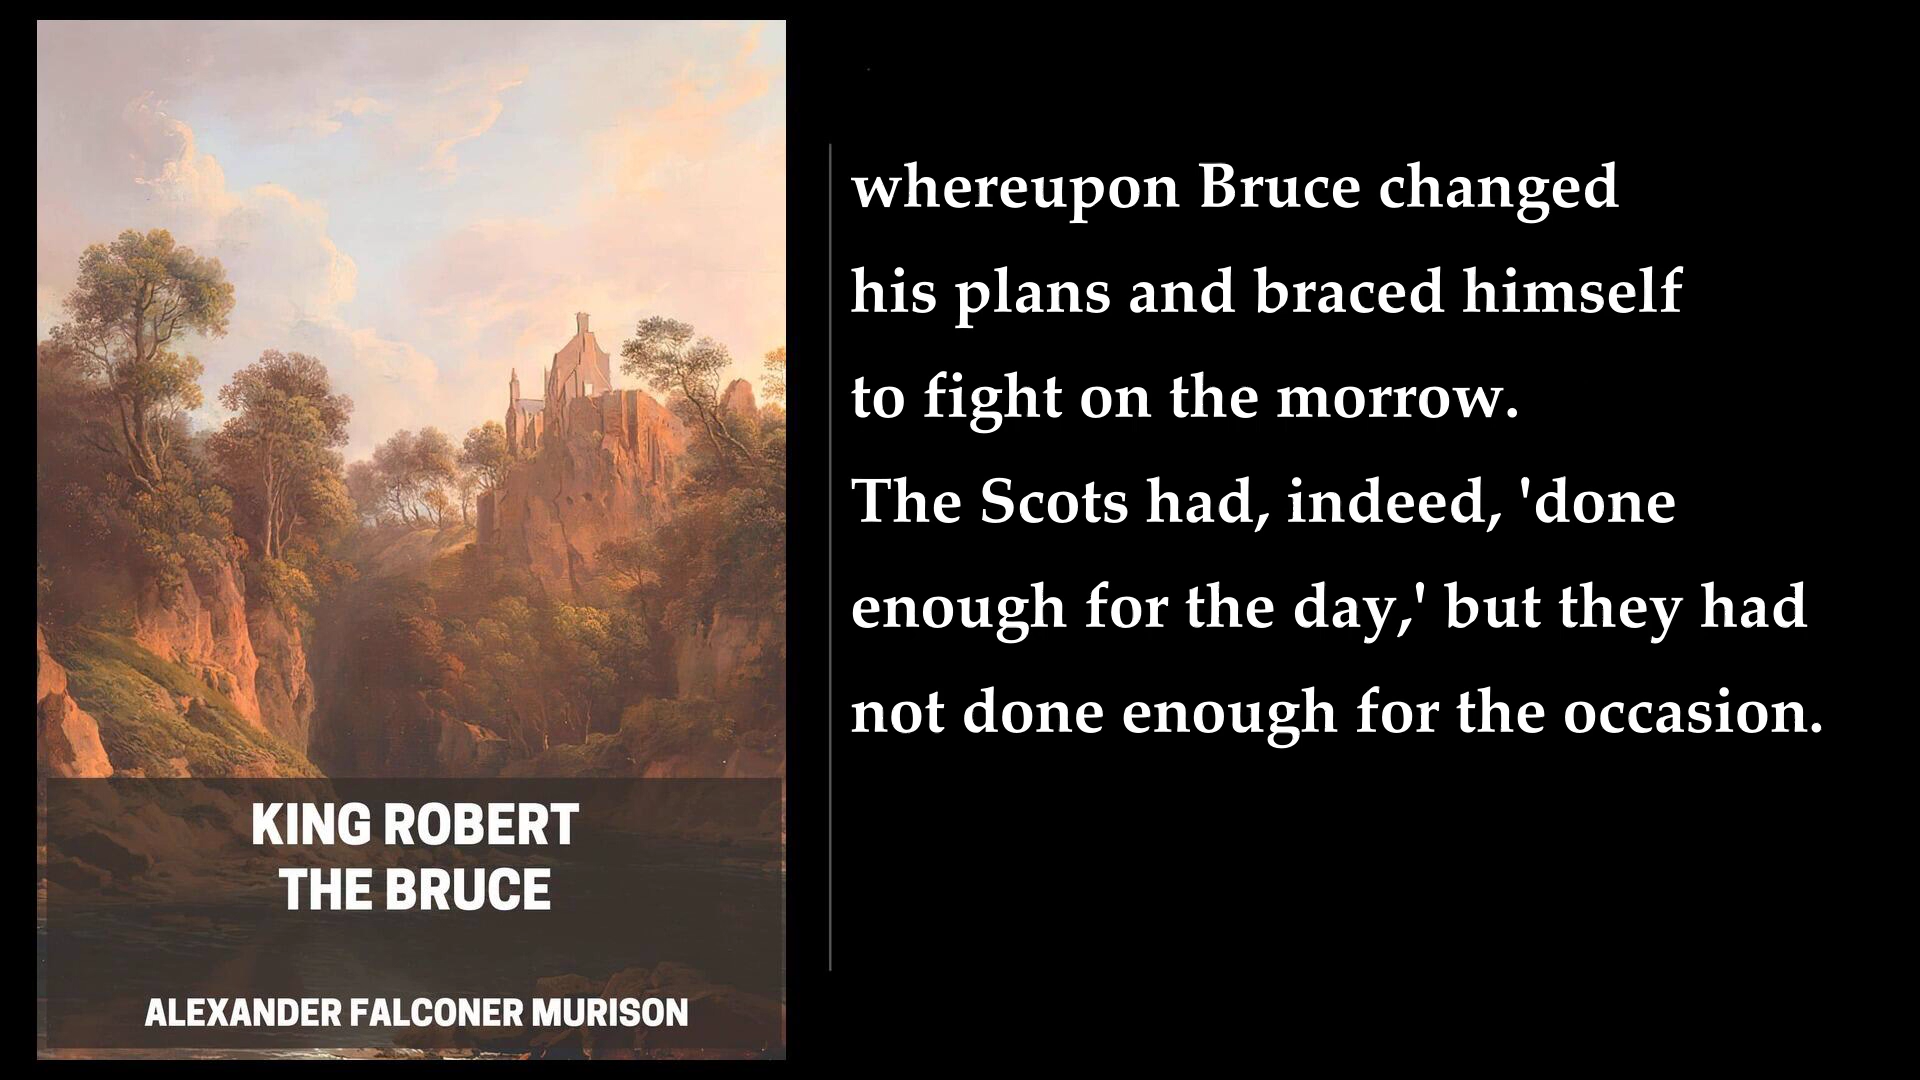 KING ROBERT
THE BRUCE
ALEXANDER FALCONER MURISON
whereupon Bruce changed
his plans and braced himself
to fight on the morrow.
The Scots had, indeed, 'done
enough for the day,' but they had
not done enough for the occasion.